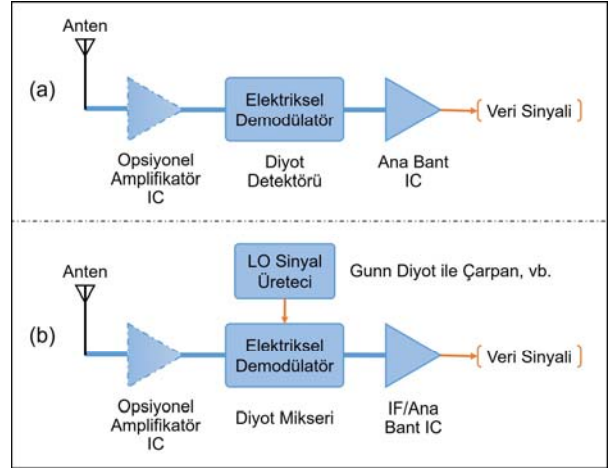 Anten
(a)
Elektriksel
Demodülatör
Veri Sinyali
Opsiyonel
Amplifikatör
IC
Diyot
Detektörü
Ana Bant
IC
LO Sinyal
Üreteci
Gunn Diyot ile Çarpan, vb.
Anten
(b)
Elektriksel
Demodülatör
Veri Sinyali
Opsiyonel
Amplifikatör
IC
Diyot Mikseri
IF/Ana
Bant IC